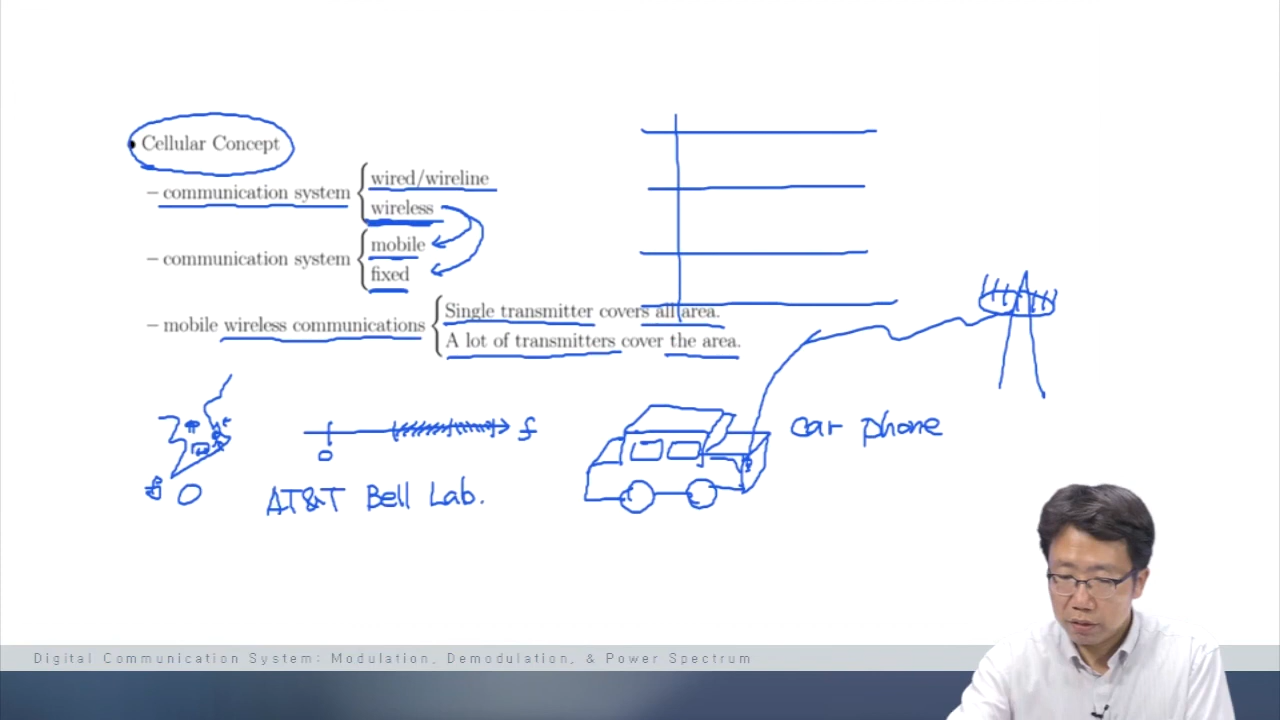 • Cellular Concept
– communication system { wired/wireline
wireless
– communication system { mobile
fixed
– mobile wireless communications { Single transmitter covers all area.
A lot of transmitters cover the area.
0 f
AT&T Bell Lab.
car phone
Digital Communication System: Modulation, Demodulation, & Power Spectrum